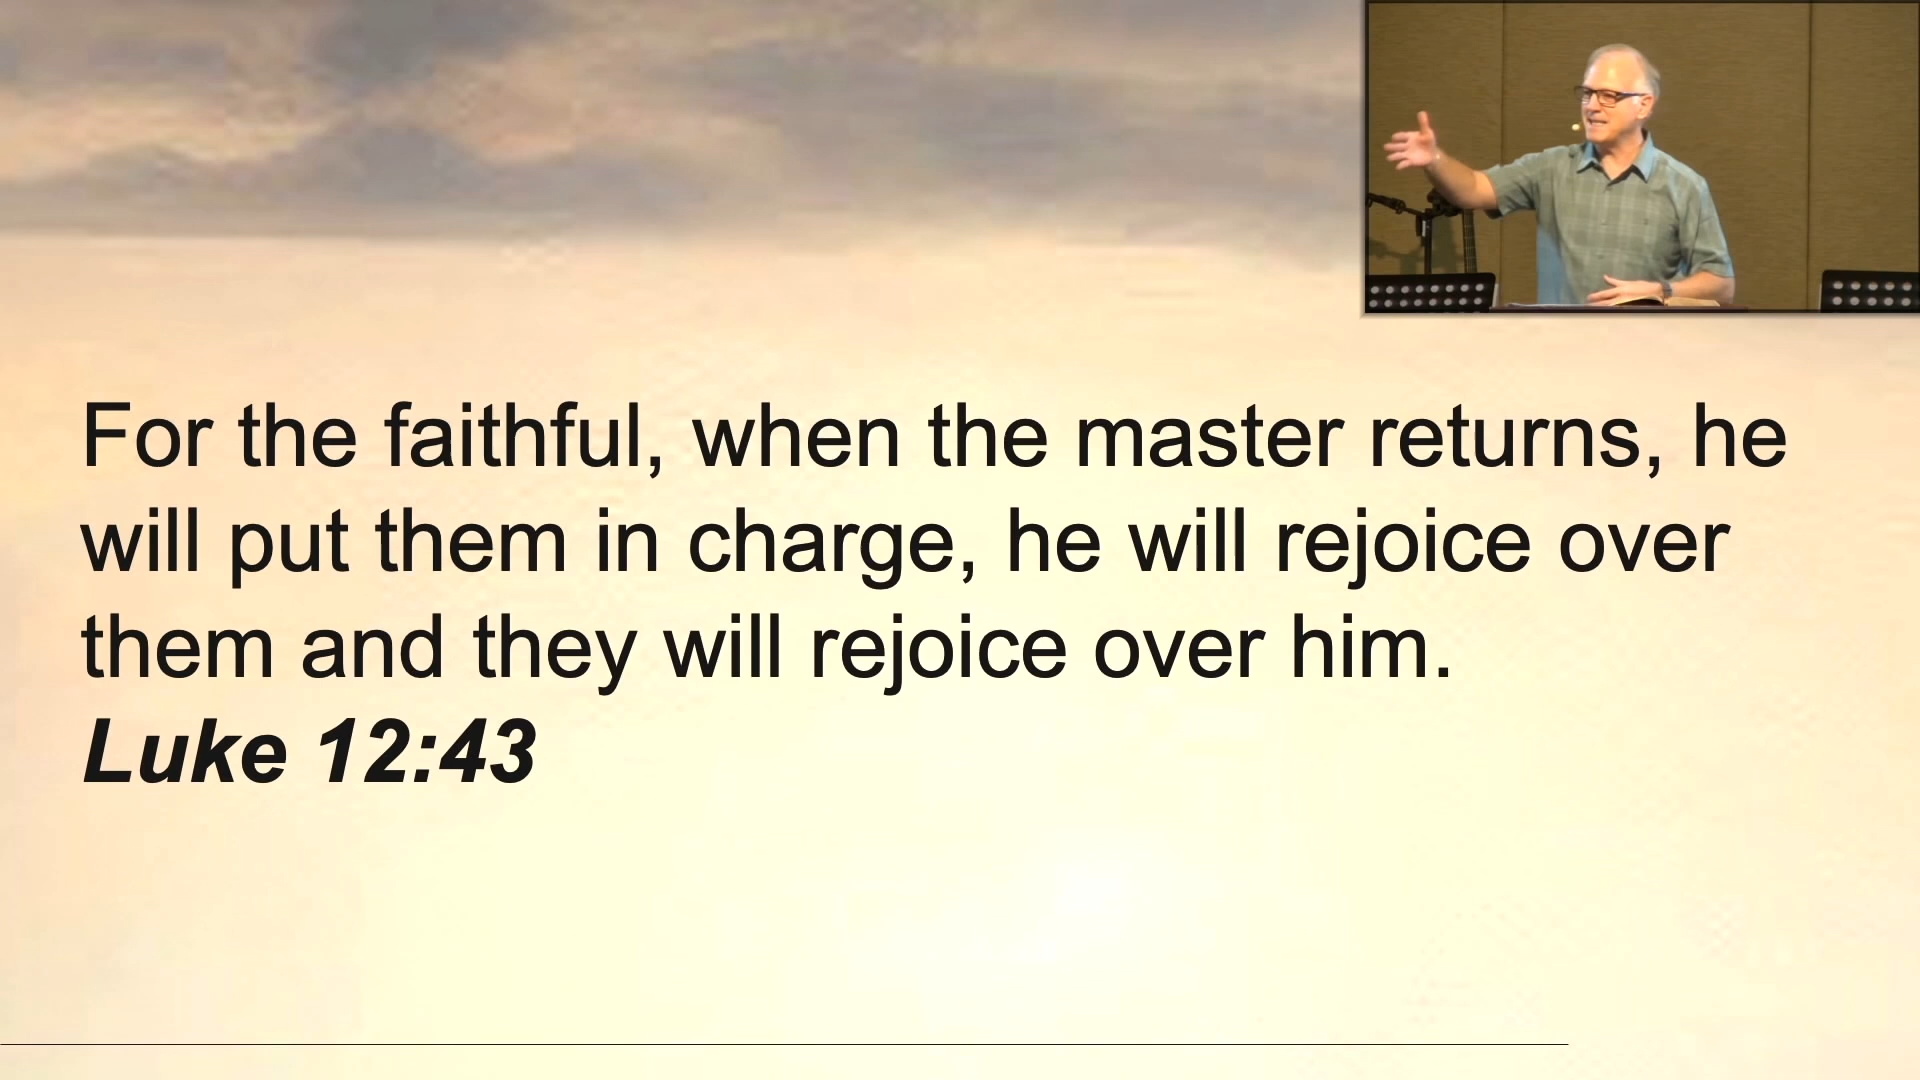 For the faithful, when the master returns, he
will put them in charge, he will rejoice over
them and they will rejoice over him.
Luke 12:43